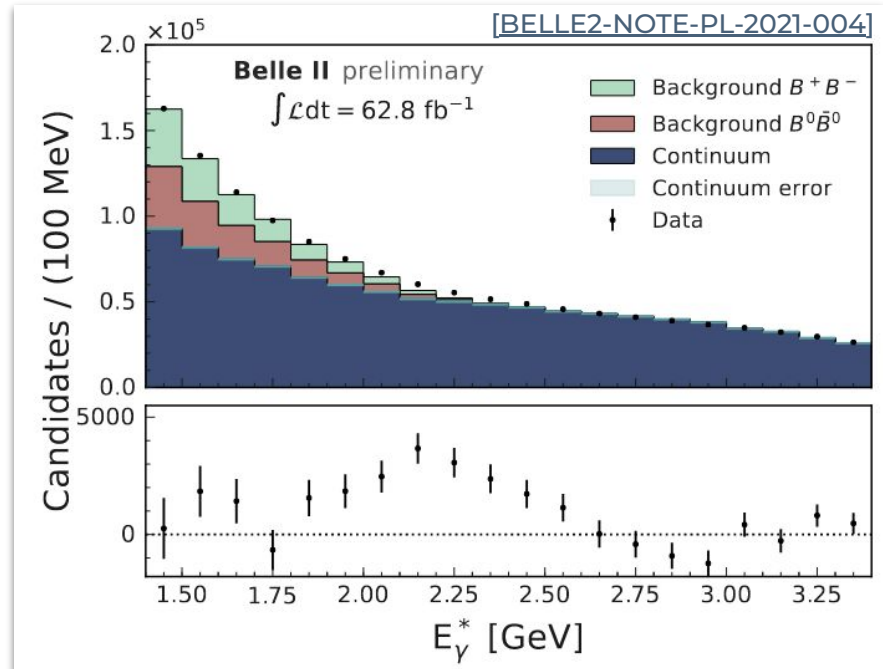 [BELLE2-NOTE-PL-2021-004]
×10⁵
Belle II preliminary
∫ℒdt = 62.8 fb⁻¹
Background B⁺B⁻
Background B⁰B̄⁰
Continuum
Continuum error
Data
2.0
1.5
1.0
0.5
0.0
Candidates / (100 MeV)
5000
0
1.50 1.75 2.00 2.25 2.50 2.75 3.00 3.25
E*γ [GeV]